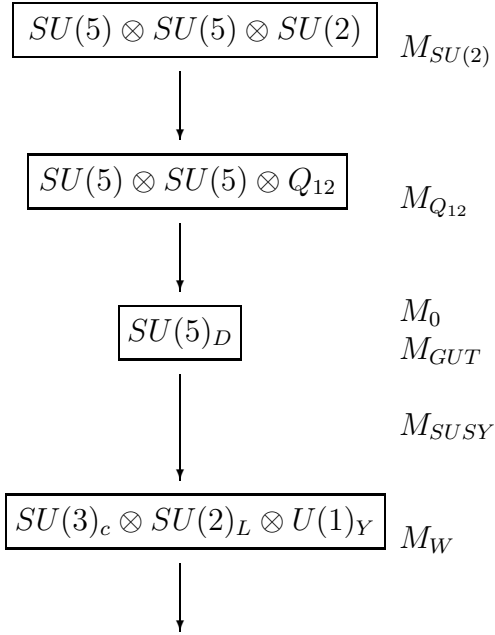 SU(5) ⊗ SU(5) ⊗ SU(2)
M_{SU(2)}
SU(5) ⊗ SU(5) ⊗ Q_{12}
M_{Q_{12}}
M_0
SU(5)_D
M_{GUT}
M_{SUSY}
SU(3)_c ⊗ SU(2)_L ⊗ U(1)_Y
M_W